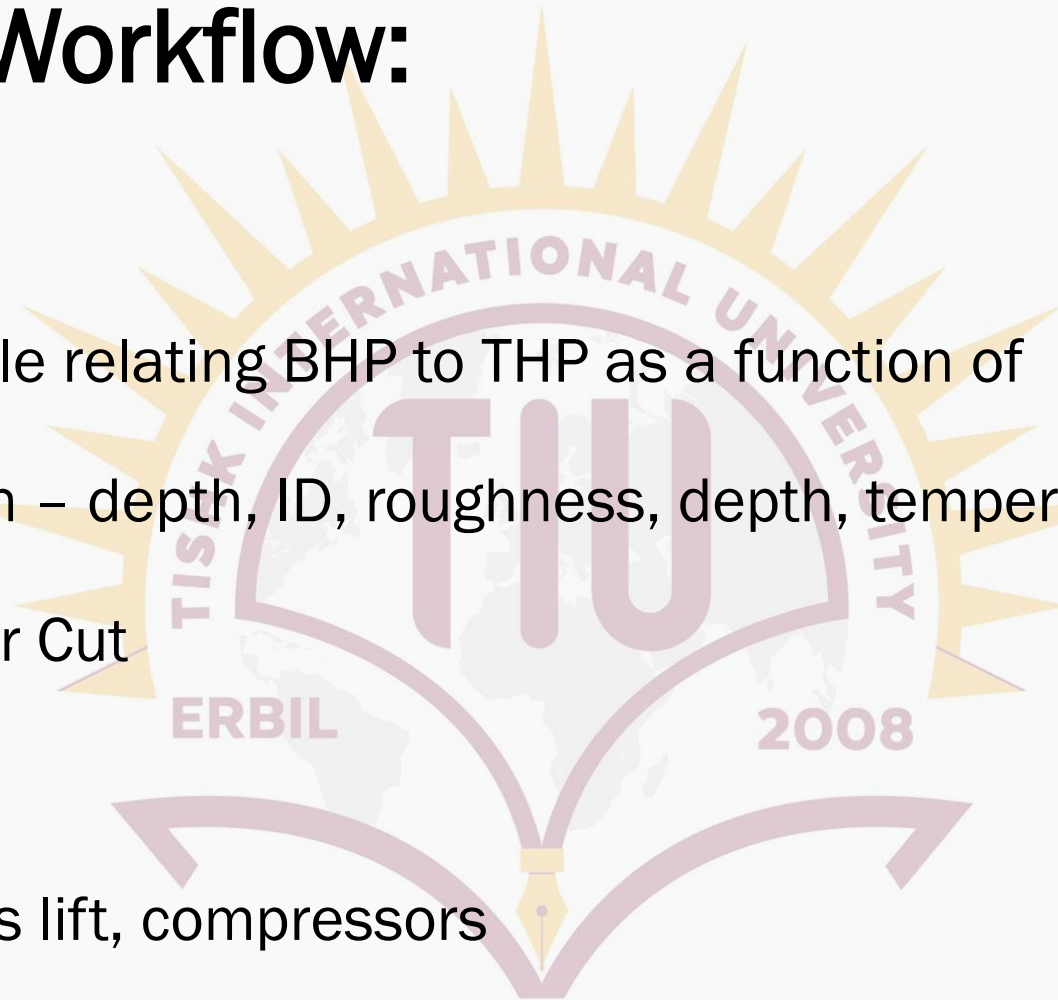 Workflow:
le relating BHP to THP as a function of
n – depth, ID, roughness, depth, temper
r Cut
s lift, compressors
TISK INTERNATIONAL UNIVERSITY
TIU
ERBIL
2008